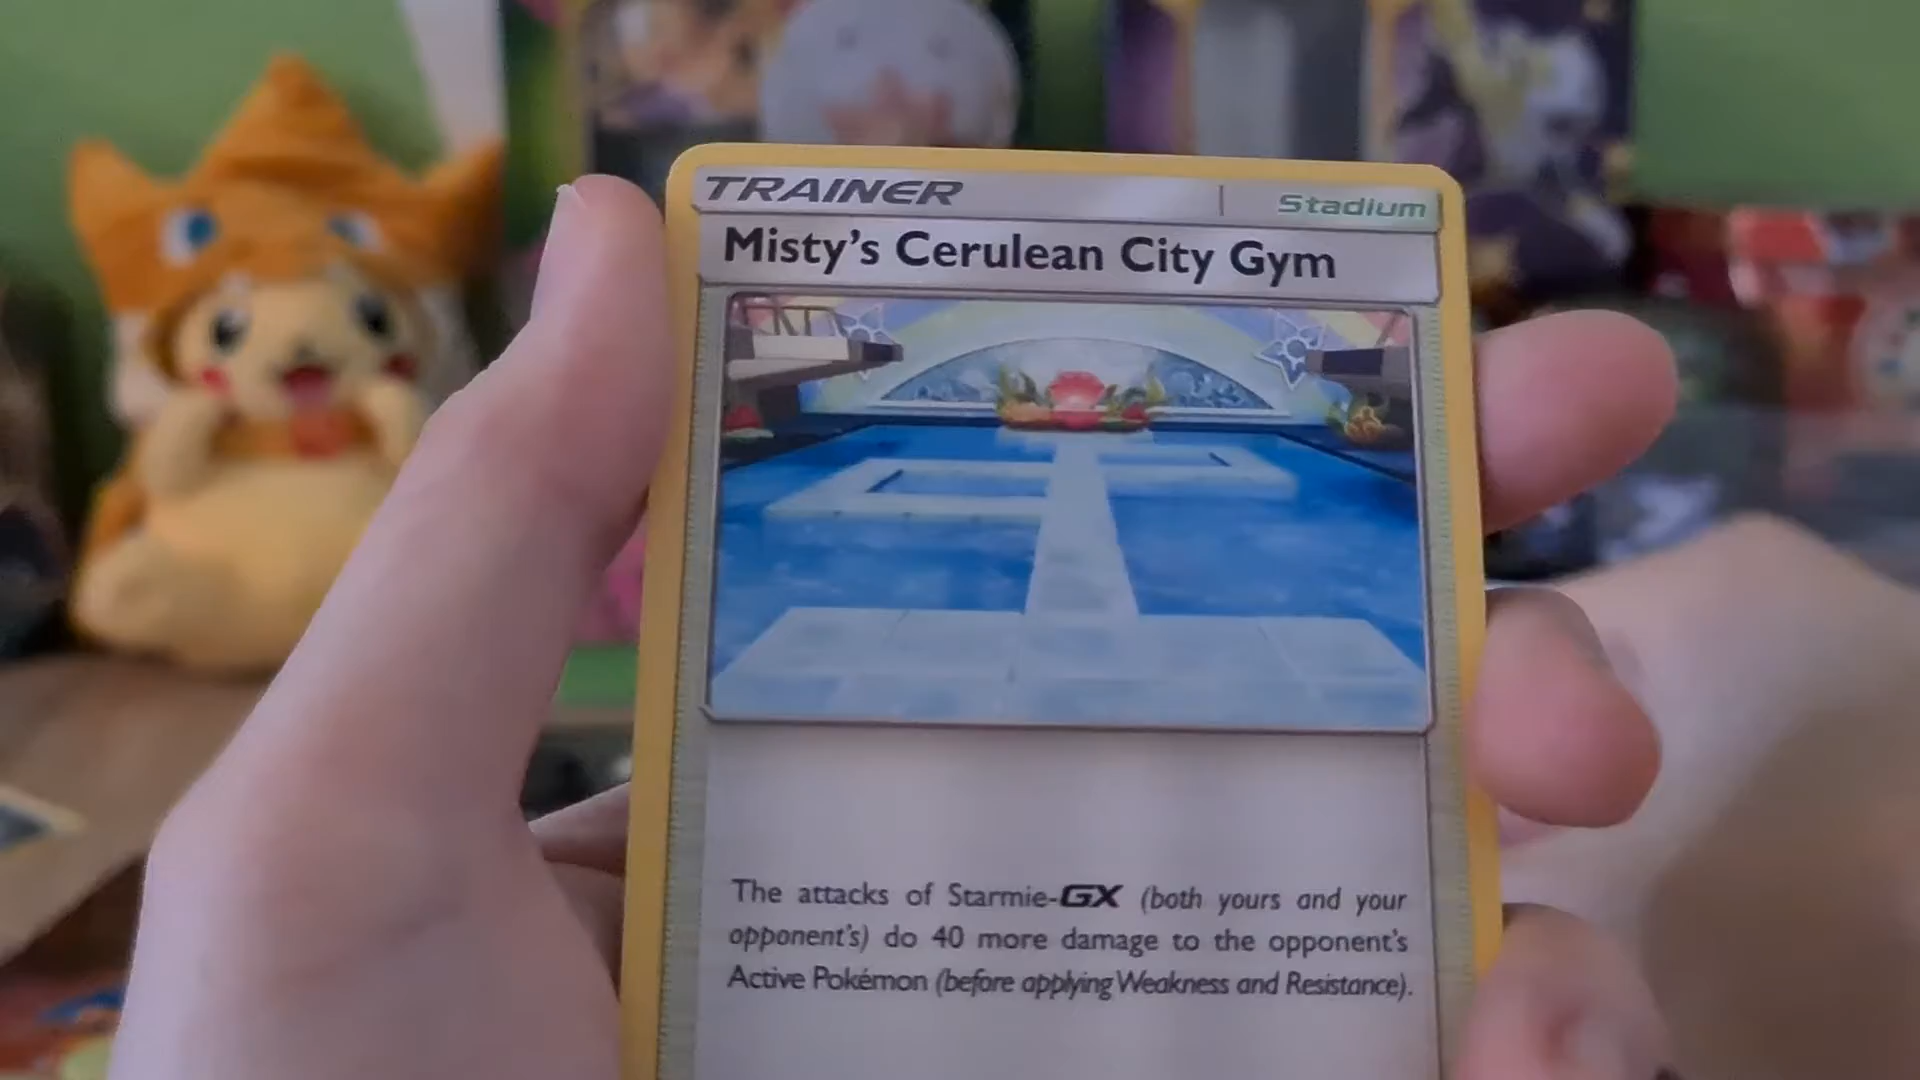 TRAINER
Stadium
Misty's Cerulean City Gym
The attacks of Starmie-GX (both yours and your
opponent's) do 40 more damage to the opponent's
Active Pokémon (before applying Weakness and Resistance).